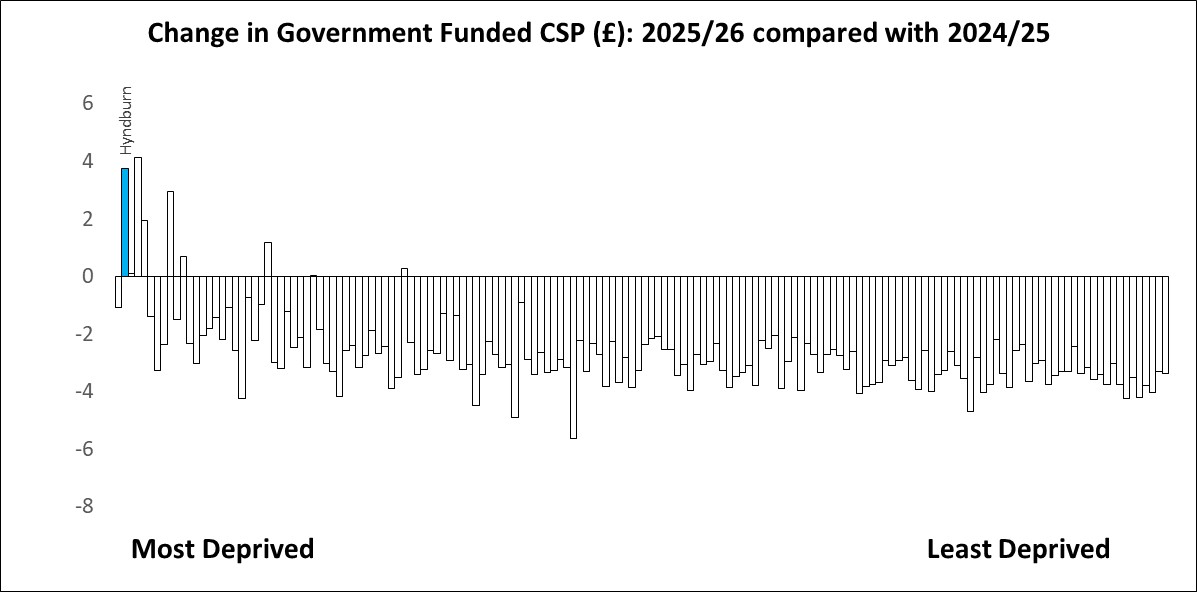 Change in Government Funded CSP (£): 2025/26 compared with 2024/25
6
Hyndburn
4
2
0
-2
-4
-6
-8
Most Deprived
Least Deprived